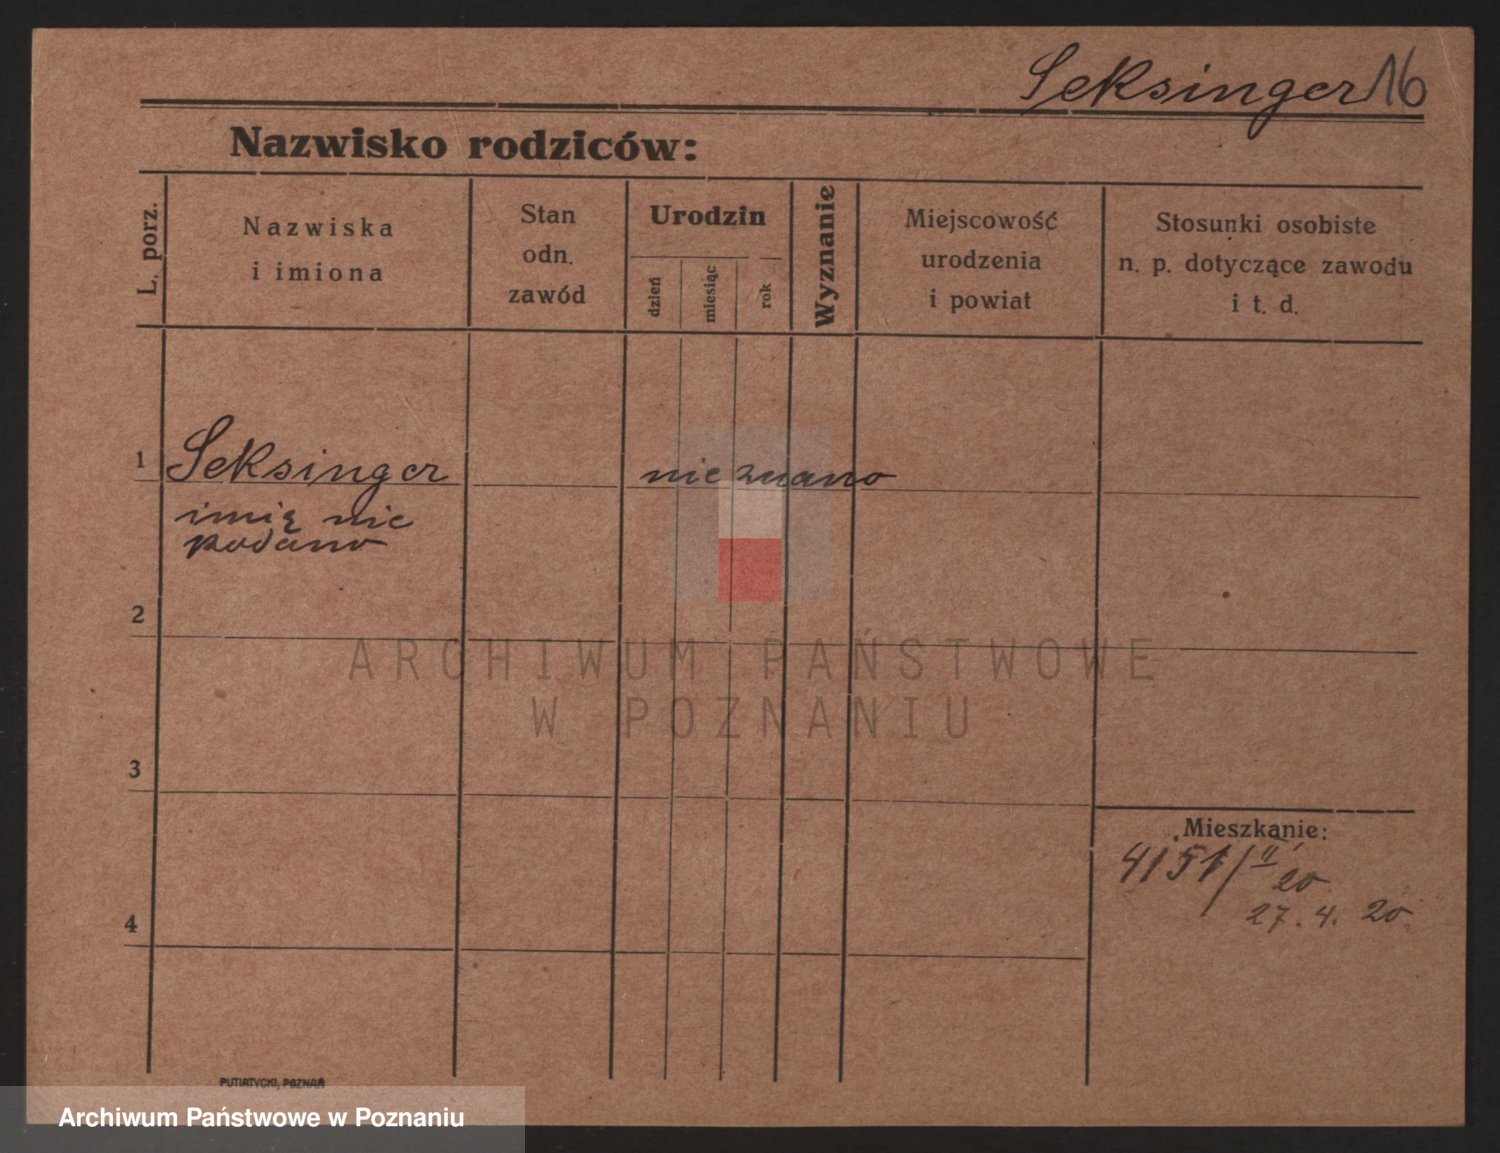 Seksinger 16
Nazwisko rodziców:
L. porz.
Nazwiska
i imiona
Stan
odn.
zawód
Urodzin
dzień
miesiąc
rok
Wyznanie
Miejscowość
urodzenia
i powiat
Stosunki osobiste
n. p. dotyczące zawodu
i t. d.
1
Seksinger
nieznano
imię nie
podano
2
ARCHIWUM PAŃSTWOWE
W POZNANIU
3
Mieszkanie:
4151/II
20
27. 4. 20
4
PUTIATYCKI, POZNAŃ
Archiwum Państwowe w Poznaniu